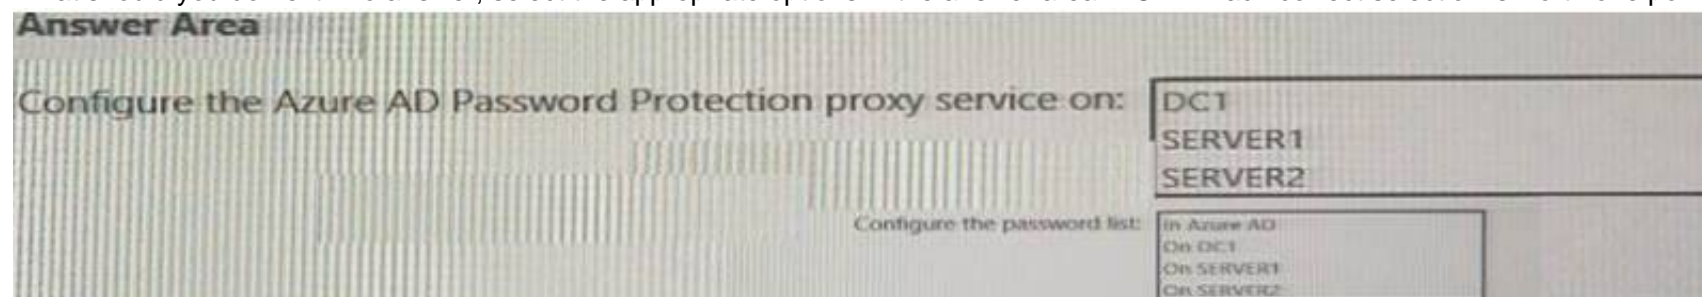 Answer Area
Configure the Azure AD Password Protection proxy service on:
DC1
SERVER1
SERVER2
Configure the password list:
in Azure AD
On DC1
On SERVER1
On SERVER2